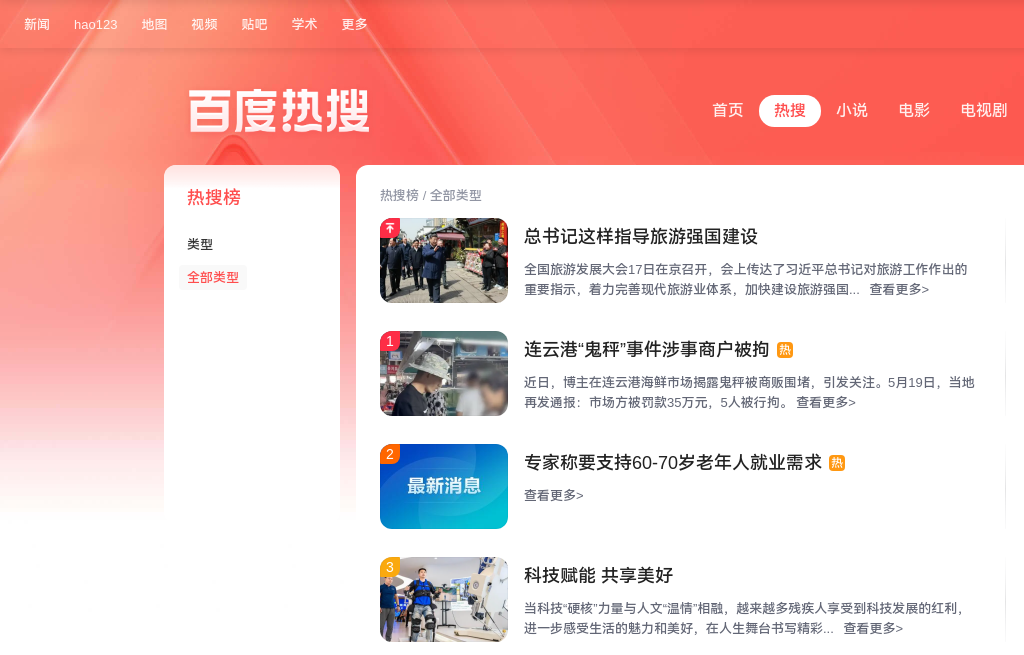 新闻 hao123 地图 视频 贴吧 学术 更多
百度热搜
首页 热搜 小说 电影 电视剧
热搜榜
类型
全部类型
热搜榜 / 全部类型
总书记这样指导旅游强国建设
全国旅游发展大会17日在京召开，会上传达了习近平总书记对旅游工作作出的
重要指示，着力完善现代旅游业体系，加快建设旅游强国... 查看更多>
1
连云港“鬼秤”事件涉事商户被拘 热
近日，博主在连云港海鲜市场揭露鬼秤被商贩围堵，引发关注。5月19日，当地
再发通报：市场方被罚款35万元，5人被行拘。 查看更多>
2
最新消息
专家称要支持60-70岁老年人就业需求 热
查看更多>
3
科技赋能 共享美好
当科技“硬核”力量与人文“温情”相融，越来越多残疾人享受到科技发展的红利，
进一步感受生活的魅力和美好，在人生舞台书写精彩... 查看更多>